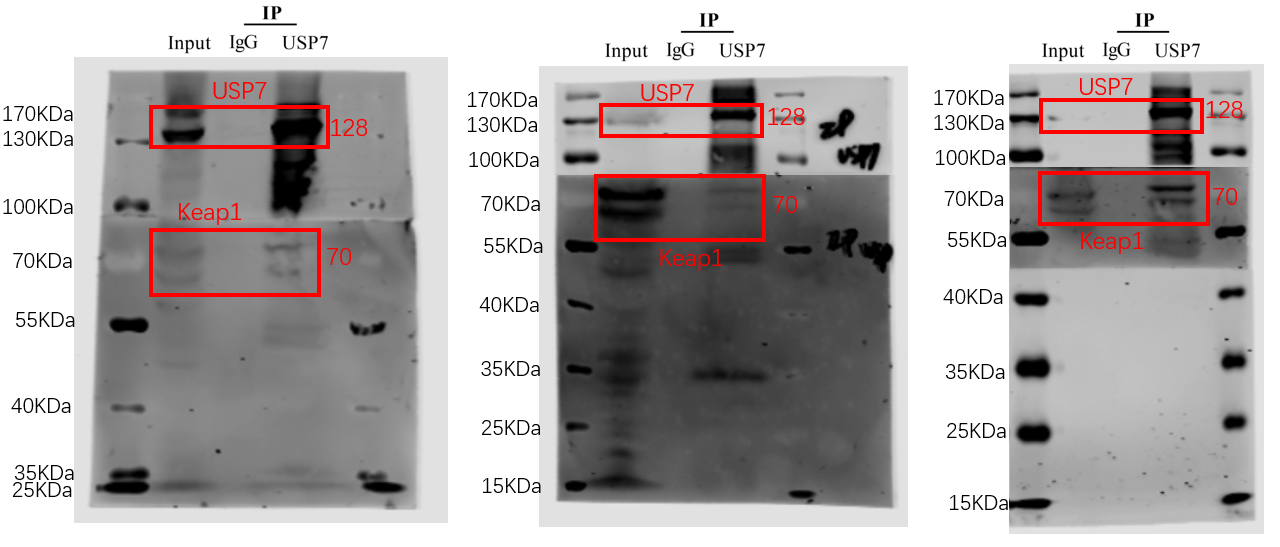 IP
Input IgG USP7
USP7
170KDa
130KDa
128
100KDa
Keap1
70KDa
70
55KDa
40KDa
35KDa
25KDa
IP
Input IgG USP7
USP7
170KDa
130KDa
128
IP
USP7
100KDa
70KDa
70
55KDa
Keap1
40KDa
35KDa
25KDa
15KDa
IP
Input IgG USP7
USP7
170KDa
130KDa
128
100KDa
70KDa
70
55KDa
Keap1
40KDa
35KDa
25KDa
15KDa